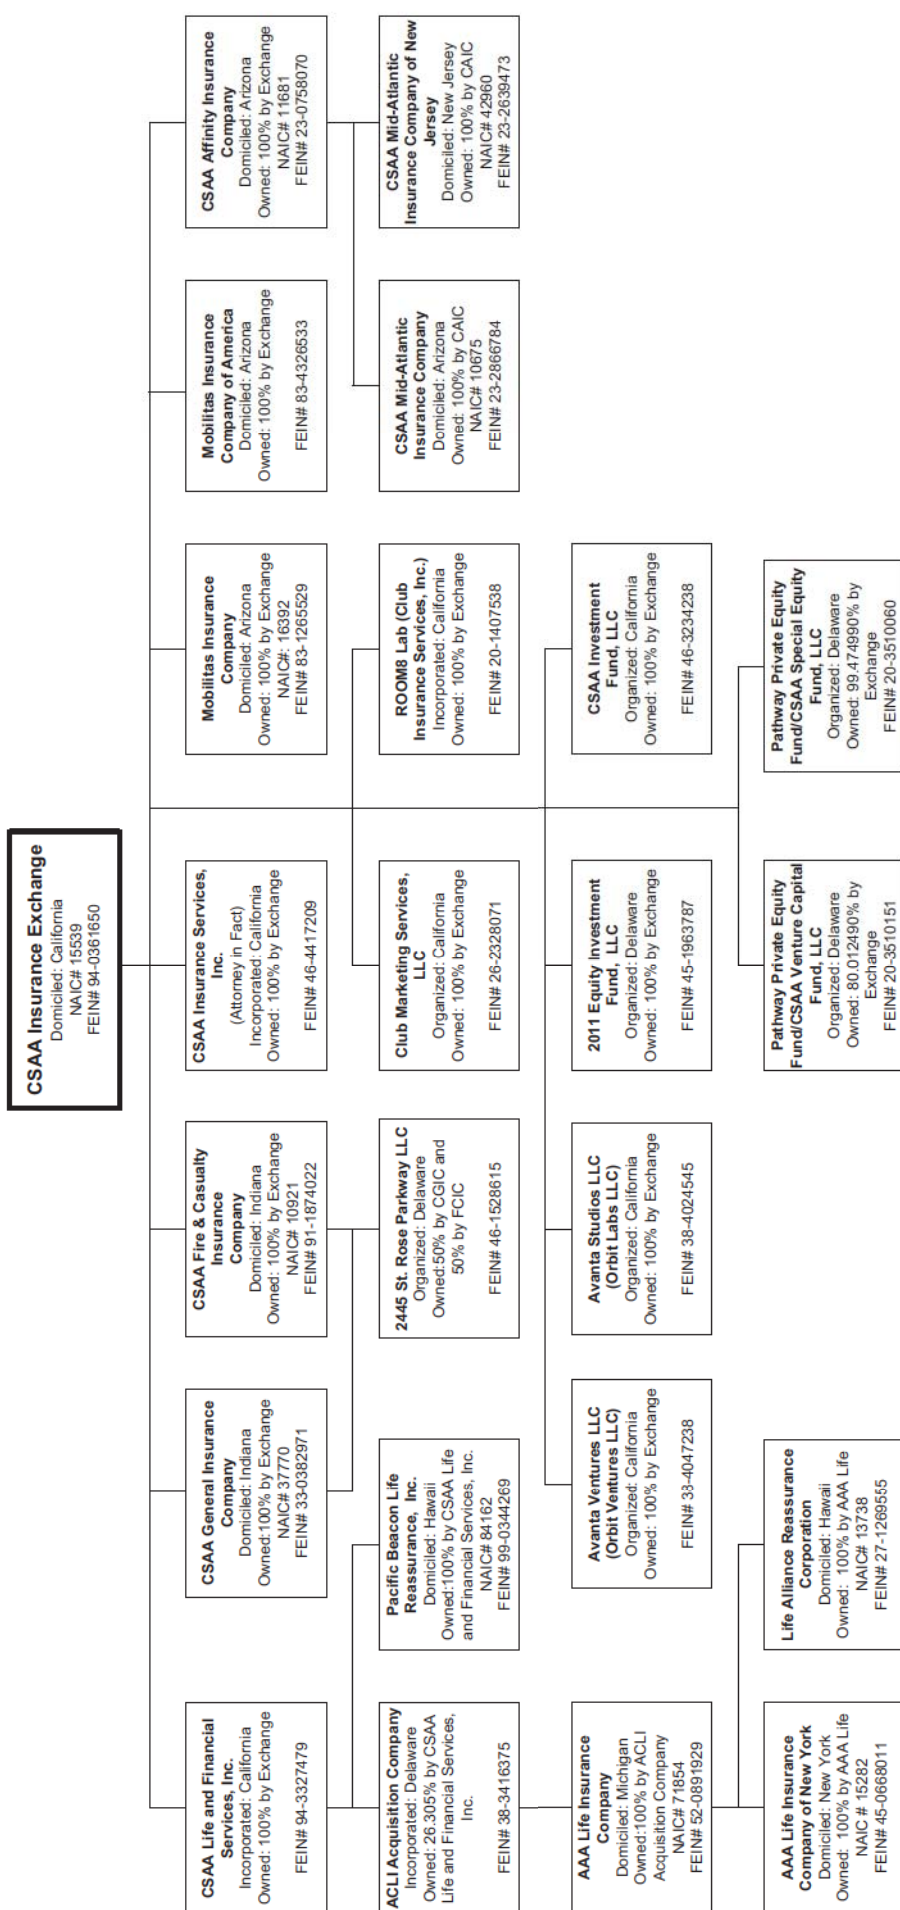 CSAA Insurance Exchange
Domiciled: California
NAIC# 15539
FEIN# 94-0361650
CSAA Life and Financial
Services, Inc.
Incorporated: California
Owned: 100% by Exchange
FEIN# 94-3327479
CSAA General Insurance
Company
Domiciled: Indiana
Owned:100% by Exchange
NAIC# 37770
FEIN# 33-0382971
CSAA Fire & Casualty
Insurance
Company
Domiciled: Indiana
Owned: 100% by Exchange
NAIC# 10921
FEIN# 91-1874022
CSAA Insurance Services,
Inc.
(Attorney in Fact)
Incorporated: California
Owned: 100% by Exchange
FEIN# 46-4417209
Mobilitas Insurance
Company
Domiciled: Arizona
Owned: 100% by Exchange
NAIC#: 16392
FEIN# 83-1265529
Mobilitas Insurance
Company of America
Domiciled: Arizona
Owned: 100% by Exchange
FEIN# 83-4326533
CSAA Affinity Insurance
Company
Domiciled: Arizona
Owned: 100% by Exchange
NAIC# 11681
FEIN# 23-0758070
ACLI Acquisition Company
Incorporated: Delaware
Owned: 26.305% by CSAA
Life and Financial Services,
Inc.
FEIN# 38-3416375
Pacific Beacon Life
Reassurance, Inc.
Domiciled: Hawaii
Owned:100% by CSAA Life
and Financial Services, Inc.
NAIC# 84162
FEIN# 99-0344269
2445 St. Rose Parkway LLC
Organized: Delaware
Owned:50% by CGIC and
50% by FCIC
FEIN# 46-1528615
Club Marketing Services,
LLC
Organized: California
Owned: 100% by Exchange
FEIN# 26-2328071
ROOM8 Lab (Club
Insurance Services, Inc.)
Incorporated: California
Owned: 100% by Exchange
FEIN# 20-1407538
CSAA Mid-Atlantic
Insurance Company
Domiciled: Arizona
Owned: 100% by CAIC
NAIC# 10675
FEIN# 23-2866784
CSAA Mid-Atlantic
Insurance Company of New
Jersey
Domiciled: New Jersey
Owned: 100% by CAIC
NAIC# 42960
FEIN# 23-2639473
AAA Life Insurance
Company
Domiciled: Michigan
Owned:100% by ACLI
Acquisition Company
NAIC# 71854
FEIN# 52-0891929
Avanta Ventures LLC
(Orbit Ventures LLC)
Organized: California
Owned: 100% by Exchange
FEIN# 38-4047238
Avanta Studios LLC
(Orbit Labs LLC)
Organized: California
Owned: 100% by Exchange
FEIN# 38-4024545
2011 Equity Investment
Fund, LLC
Organized: Delaware
Owned: 100% by Exchange
FEIN# 45-1963787
CSAA Investment
Fund, LLC
Organized: California
Owned: 100% by Exchange
FEIN# 46-3234238
AAA Life Insurance
Company of New York
Domiciled: New York
Owned: 100% by AAA Life
NAIC # 15282
FEIN# 45-0668011
Life Alliance Reassurance
Corporation
Domiciled: Hawaii
Owned: 100% by AAA Life
NAIC# 13738
FEIN# 27-1269555
Pathway Private Equity
Fund/CSAA Venture Capital
Fund, LLC
Organized: Delaware
Owned: 80.012490% by
Exchange
FEIN# 20-3510151
Pathway Private Equity
Fund/CSAA Special Equity
Fund, LLC
Organized: Delaware
Owned: 99.474990% by
Exchange
FEIN# 20-3510060